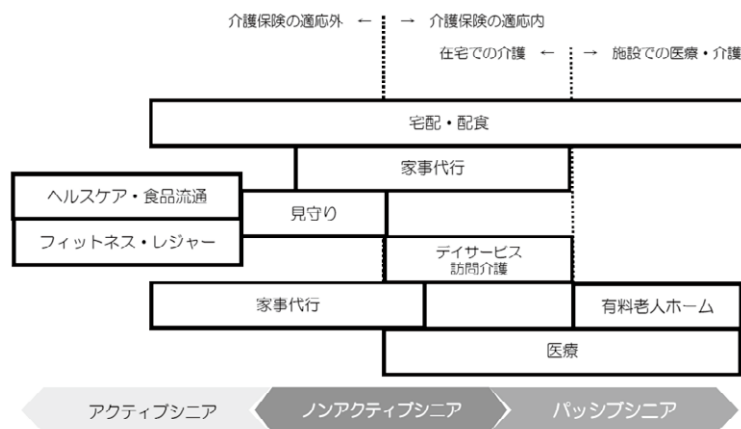 介護保険の適応外 ← → 介護保険の適応内
在宅での介護 ← → 施設での医療・介護
宅配・配食
家事代行
ヘルスケア・食品流通
見守り
フィットネス・レジャー
デイサービス
訪問介護
家事代行
有料老人ホーム
医療
アクティブシニア
ノンアクティブシニア
パッシブシニア